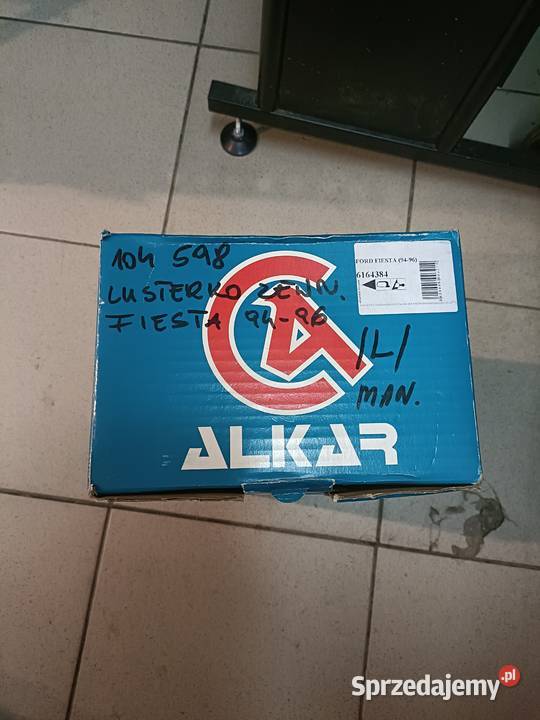 104 598
LUSTERKO ZEWN.
FIESTA 94-96
/L/
MAN.
FORD FIESTA (94-96)
6164384
ALKAR
Sprzedajemy.pl